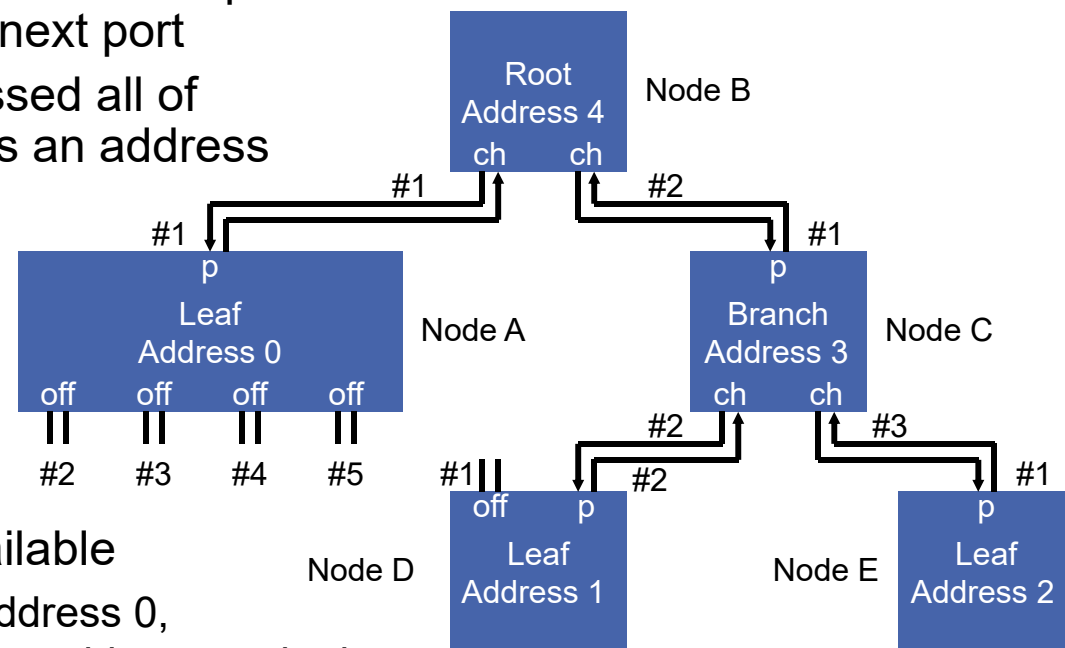 next port
ssed all of
s an address
Root
Address 4
ch ch
Node B
#1
#2
#1
#1
p
Leaf
Address 0
off off off off
Node A
p
Branch
Address 3
ch ch
Node C
#2 #3 #4 #5
#2
#3
#1
#2
#1
off p
Leaf
Address 1
Node D
p
Leaf
Address 2
Node E
ailable
ddress 0,